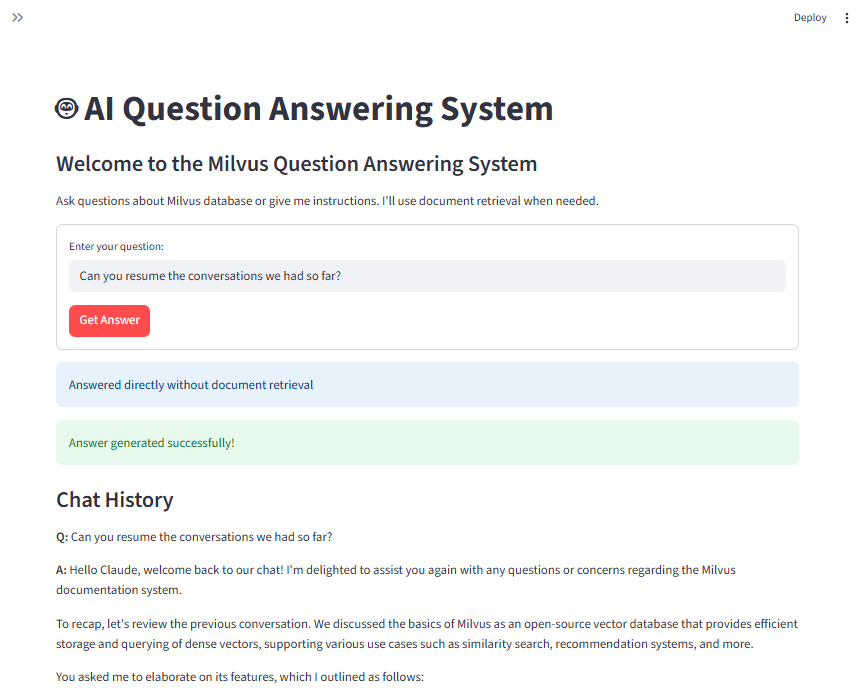 Deploy
AI Question Answering System
Welcome to the Milvus Question Answering System
Ask questions about Milvus database or give me instructions. I'll use document retrieval when needed.
Enter your question:
Can you resume the conversations we had so far?
Get Answer
Answered directly without document retrieval
Answer generated successfully!
Chat History
Q: Can you resume the conversations we had so far?
A: Hello Claude, welcome back to our chat! I'm delighted to assist you again with any questions or concerns regarding the Milvus
documentation system.
To recap, let's review the previous conversation. We discussed the basics of Milvus as an open-source vector database that provides efficient
storage and querying of dense vectors, supporting various use cases such as similarity search, recommendation systems, and more.
You asked me to elaborate on its features, which I outlined as follows: